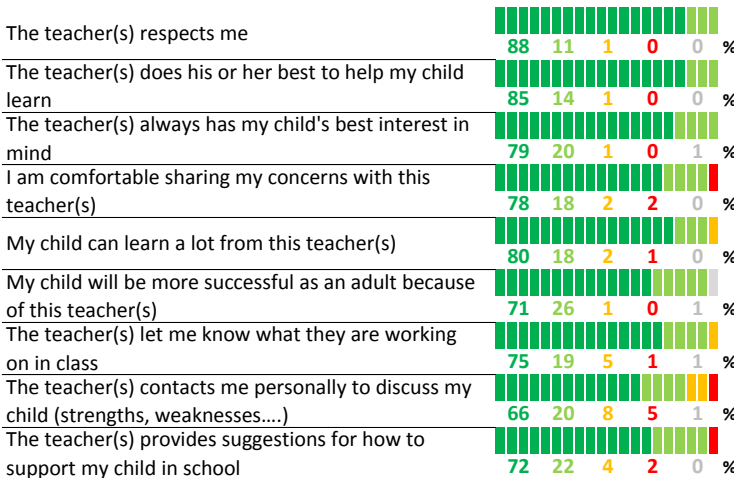 The teacher(s) respects me
88 11 1 0 0 %
The teacher(s) does his or her best to help my child
learn
85 14 1 0 0 %
The teacher(s) always has my child's best interest in
mind
79 20 1 0 1 %
I am comfortable sharing my concerns with this
teacher(s)
78 18 2 2 0 %
My child can learn a lot from this teacher(s)
80 18 2 1 0 %
My child will be more successful as an adult because
of this teacher(s)
71 26 1 0 1 %
The teacher(s) let me know what they are working
on in class
75 19 5 1 1 %
The teacher(s) contacts me personally to discuss my
child (strengths, weaknesses....)
66 20 8 5 1 %
The teacher(s) provides suggestions for how to
support my child in school
72 22 4 2 0 %